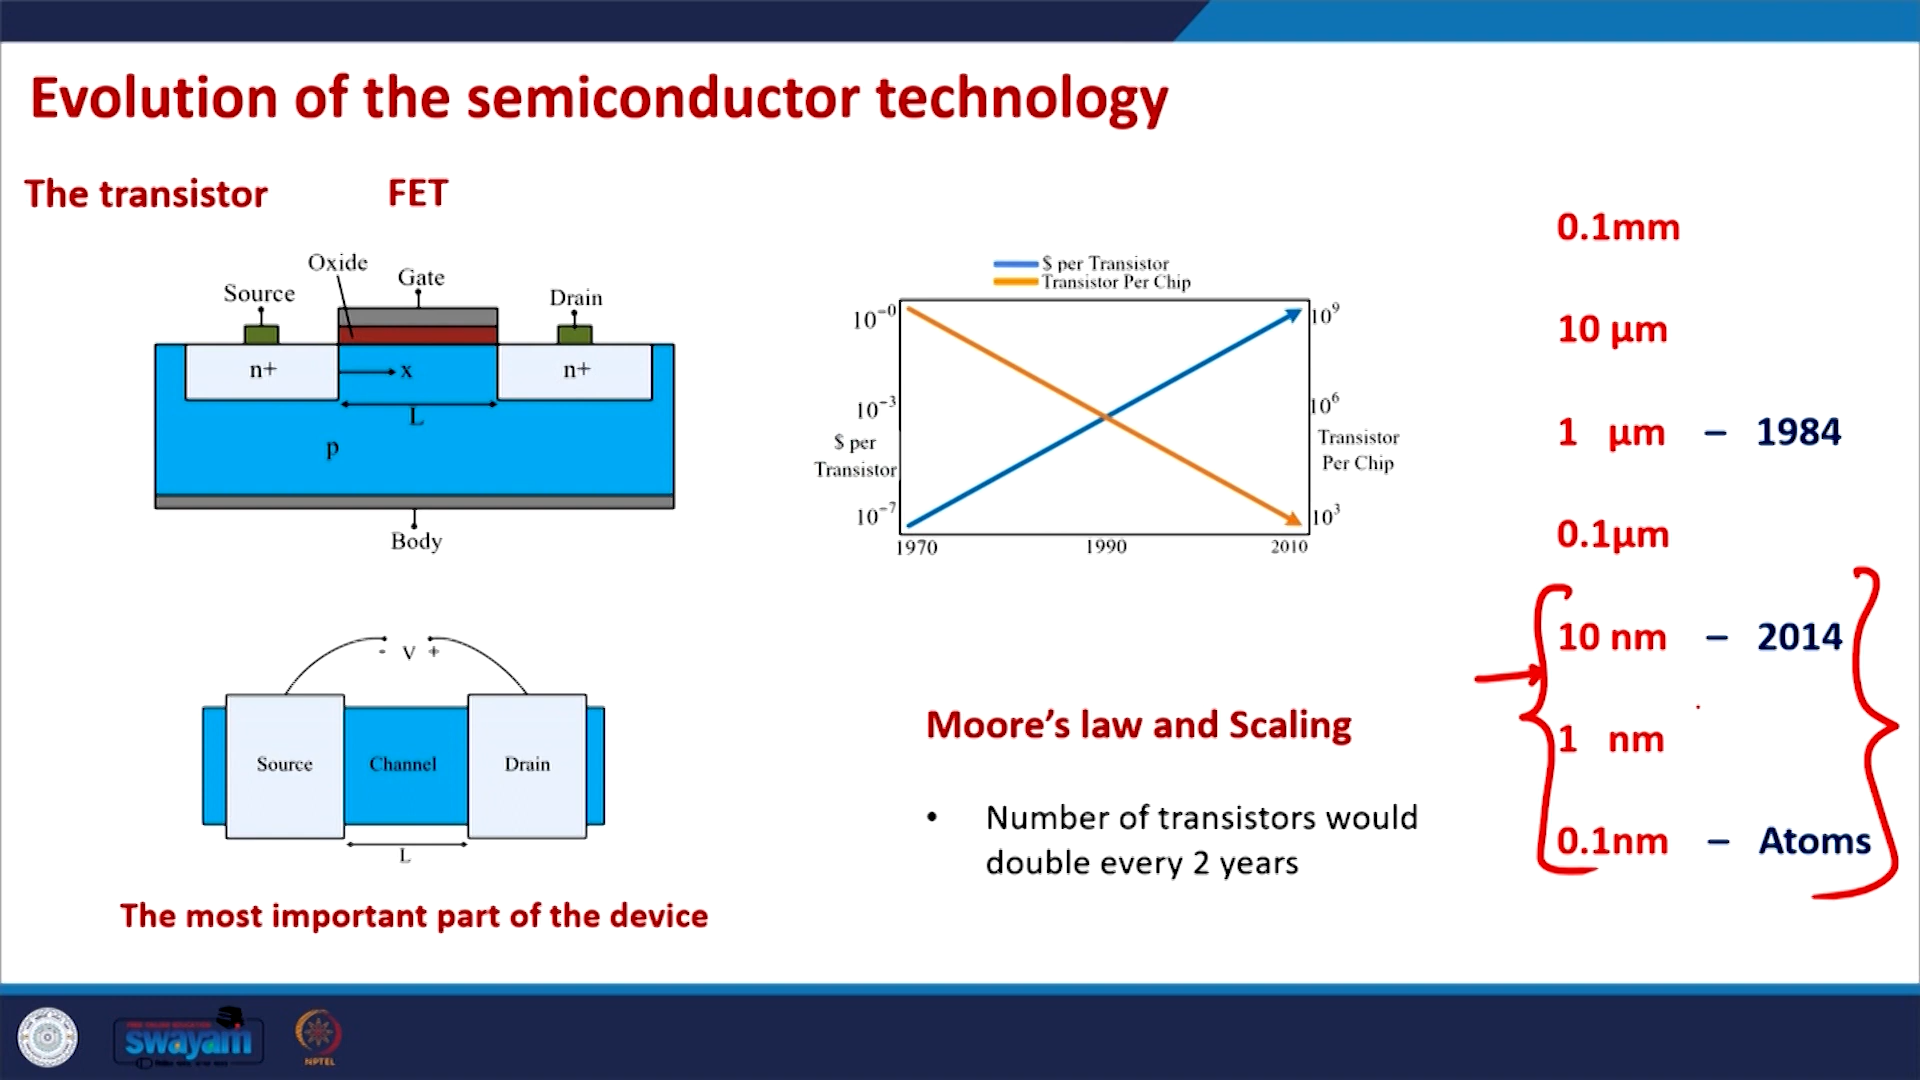 Evolution of the semiconductor technology
The transistor
FET
Oxide
Gate
Source
Drain
n+
x
n+
L
p
Body
- V +
Source
Channel
Drain
L
The most important part of the device
$ per Transistor
Transistor Per Chip
10⁻⁰
10⁻³
10⁻⁷
$ per
Transistor
10⁹
10⁶
10³
Transistor
Per Chip
1970
1990
2010
Moore’s law and Scaling
• Number of transistors would
double every 2 years
0.1mm
10 µm
1 µm – 1984
0.1µm
10 nm – 2014
1 nm
0.1nm – Atoms
swayam
NPTEL